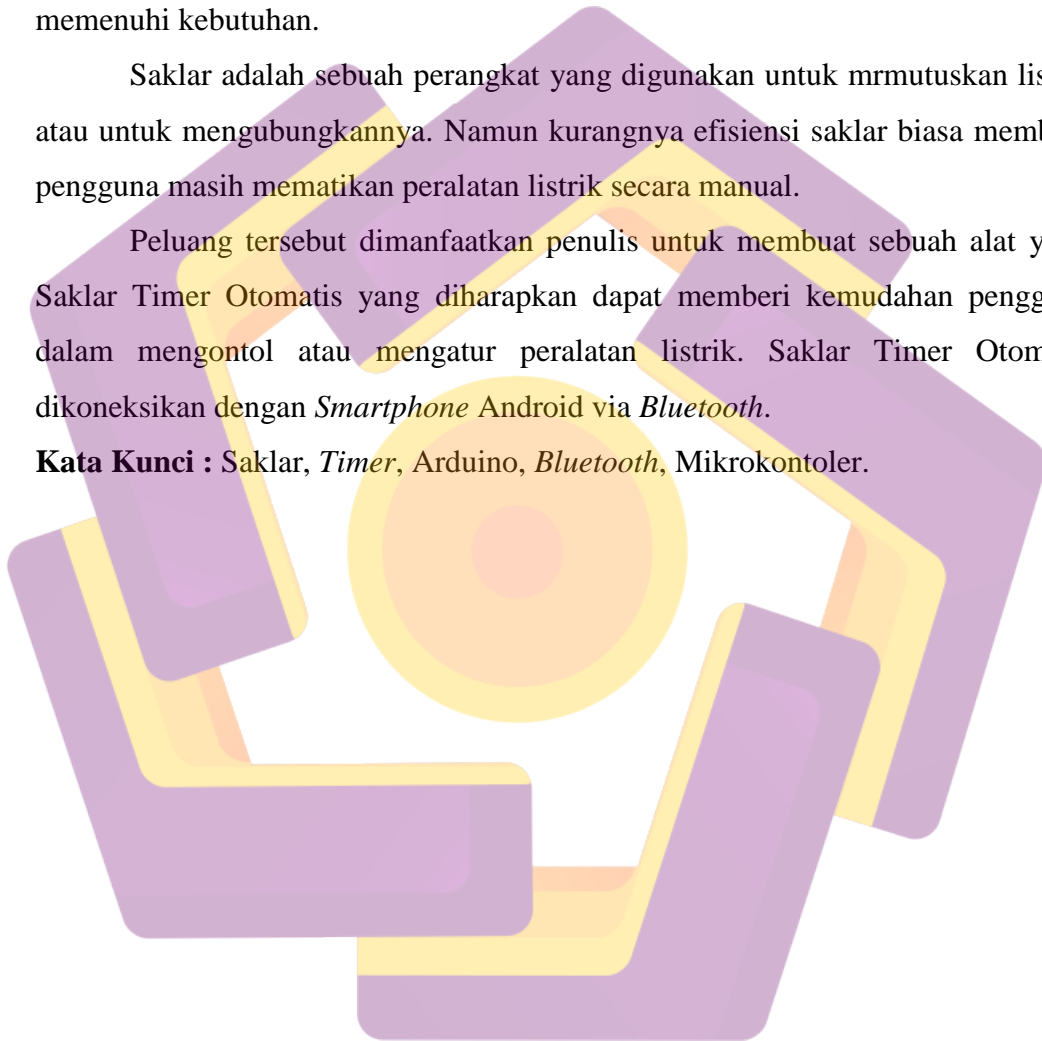 memenuhi kebutuhan.
Saklar adalah sebuah perangkat yang digunakan untuk mrmutuskan lis
atau untuk mengubungkannya. Namun kurangnya efisiensi saklar biasa memb
pengguna masih mematikan peralatan listrik secara manual.
Peluang tersebut dimanfaatkan penulis untuk membuat sebuah alat y
Saklar Timer Otomatis yang diharapkan dapat memberi kemudahan pengg
dalam mengontol atau mengatur peralatan listrik. Saklar Timer Otom
dikoneksikan dengan Smartphone Android via Bluetooth.
Kata Kunci : Saklar, Timer, Arduino, Bluetooth, Mikrokontoler.